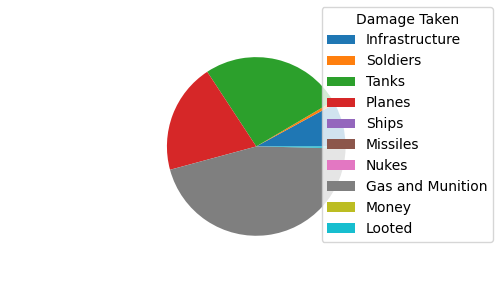 Damage Taken
Infrastructure
Soldiers
Tanks
Planes
Ships
Missiles
Nukes
Gas and Munition
Money
Looted